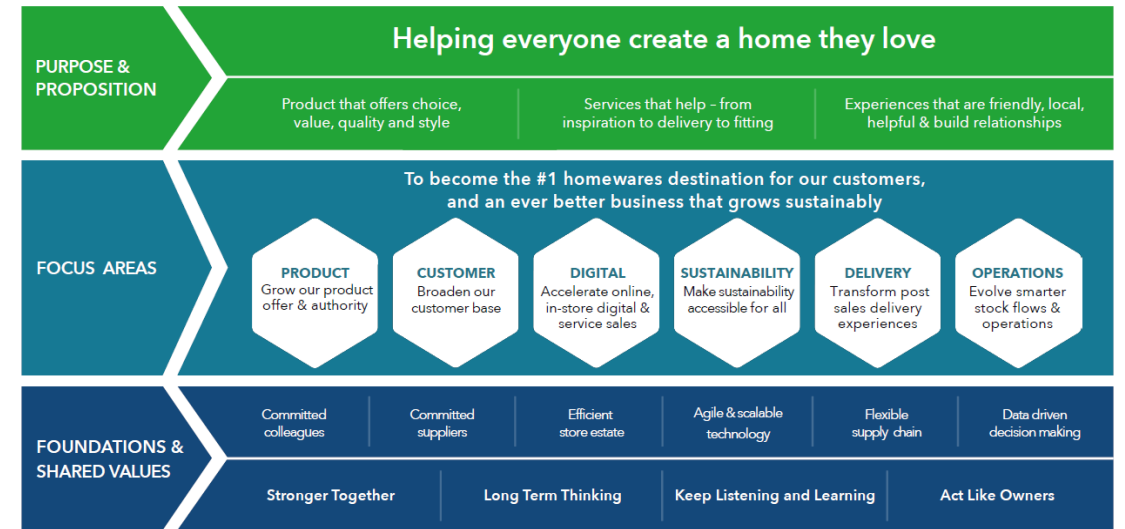 PURPOSE &
PROPOSITION
Helping everyone create a home they love
Product that offers choice,
value, quality and style
Services that help – from
inspiration to delivery to fitting
Experiences that are friendly, local,
helpful & build relationships
FOCUS AREAS
To become the #1 homewares destination for our customers,
and an ever better business that grows sustainably
PRODUCT
Grow our product
offer & authority
CUSTOMER
Broaden our
customer base
DIGITAL
Accelerate online,
in-store digital &
service sales
SUSTAINABILITY
Make sustainability
accessible for all
DELIVERY
Transform post
sales delivery
experiences
OPERATIONS
Evolve smarter
stock flows &
operations
FOUNDATIONS &
SHARED VALUES
Committed
colleagues
Committed
suppliers
Efficient
store estate
Agile & scalable
technology
Flexible
supply chain
Data driven
decision making
Stronger Together
Long Term Thinking
Keep Listening and Learning
Act Like Owners